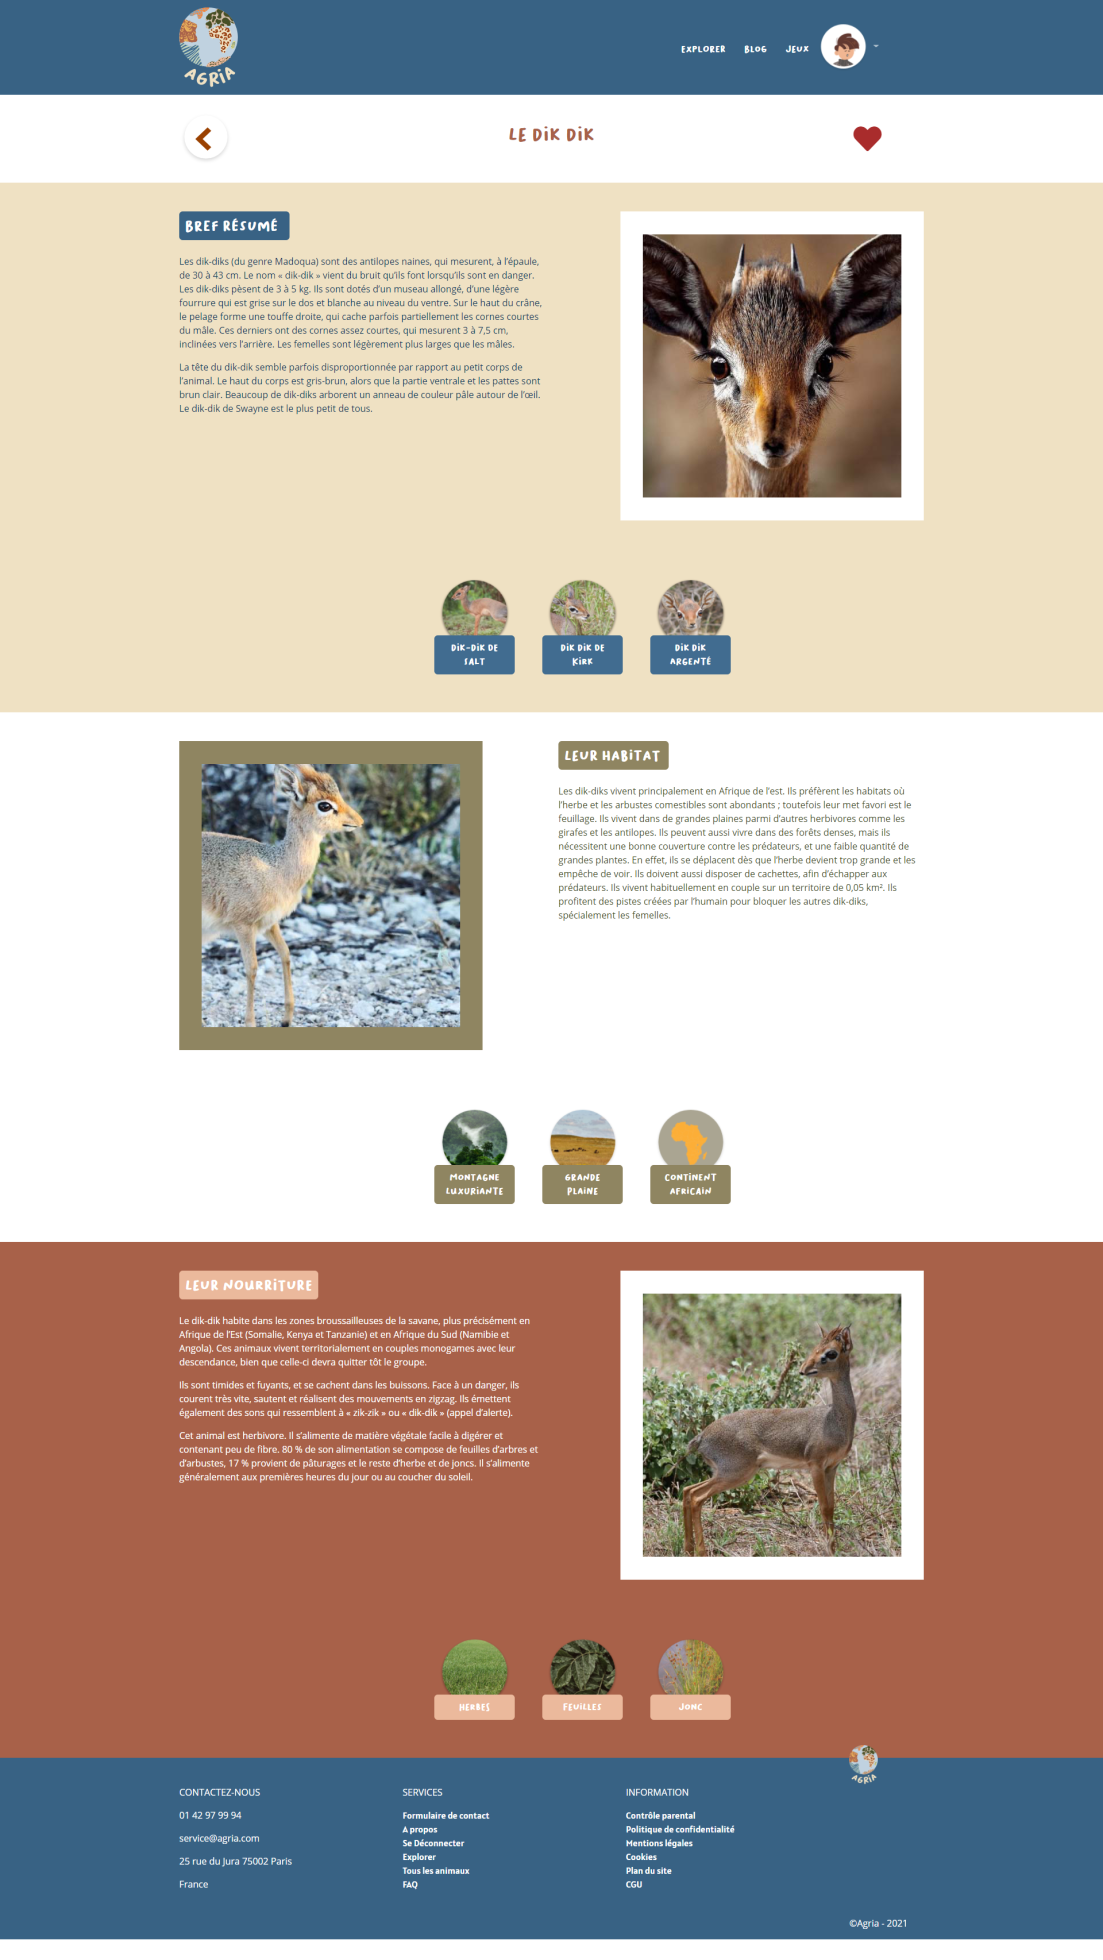 AGRiA
EXPLORER BLOG JEUX
LE DiK DiK
BREF RÉSUMÉ
Les dik-diks (du genre Madoqua) sont des antilopes naines, qui mesurent, à l'épaule,
de 30 à 43 cm. Le nom « dik-dik » vient du bruit qu'ils font lorsqu'ils sont en danger.
Les dik-diks pèsent de 3 à 5 kg. Ils sont dotés d'un museau allongé, d'une légère
fourrure qui est grise sur le dos et blanche au niveau du ventre. Sur le haut du crâne,
le pelage forme une touffe droite, qui cache parfois partiellement les cornes courtes
du mâle. Ces derniers ont des cornes assez courtes, qui mesurent 3 à 7,5 cm,
inclinées vers l'arrière. Les femelles sont légèrement plus larges que les mâles.
La tête du dik-dik semble parfois disproportionnée par rapport au petit corps de
l'animal. Le haut du corps est gris-brun, alors que la partie ventrale et les pattes sont
brun clair. Beaucoup de dik-diks arborent un anneau de couleur pâle autour de l'œil.
Le dik-dik de Swayne est le plus petit de tous.
DiK-DiK DE
SALT
DiK DiK DE
KiRK
DiK DiK
ARGENTÉ
LEUR HABiTAT
Les dik-diks vivent principalement en Afrique de l'est. Ils préfèrent les habitats où
l'herbe et les arbustes comestibles sont abondants ; toutefois leur met favori est le
feuillage. Ils vivent dans de grandes plaines parmi d'autres herbivores comme les
girafes et les antilopes. Ils peuvent aussi vivre dans des forêts denses, mais ils
nécessitent une bonne couverture contre les prédateurs, et une faible quantité de
grandes plantes. En effet, ils se déplacent dès que l'herbe devient trop grande et les
empêche de voir. Ils doivent aussi disposer de cachettes, afin d'échapper aux
prédateurs. Ils vivent habituellement en couple sur un territoire de 0,05 km². Ils
profitent des pistes créées par l'humain pour bloquer les autres dik-diks,
spécialement les femelles.
MONTAGNE
LUXURiANTE
GRANDE
PLAiNE
CONTiNENT
AFRiCAiN
LEUR NOURRiTURE
Le dik-dik habite dans les zones broussailleuses de la savane, plus précisément en
Afrique de l'Est (Somalie, Kenya et Tanzanie) et en Afrique du Sud (Namibie et
Angola). Ces animaux vivent territorialement en couples monogames avec leur
descendance, bien que celle-ci devra quitter tôt le groupe.
Ils sont timides et fuyants, et se cachent dans les buissons. Face à un danger, ils
courent très vite, sautent et réalisent des mouvements en zigzag. Ils émettent
également des sons qui ressemblent à « zik-zik » ou « dik-dik » (appel d'alerte).
Cet animal est herbivore. Il s'alimente de matière végétale facile à digérer et
contenant peu de fibre. 80 % de son alimentation se compose de feuilles d'arbres et
d'arbustes, 17 % provient de pâturages et le reste d'herbe et de joncs. Il s'alimente
généralement aux premières heures du jour ou au coucher du soleil.
HERBES
FEUiLLES
JONC
AGRiA
CONTACTEZ-NOUS
01 42 97 99 94
service@agria.com
25 rue du Jura 75002 Paris
France
SERVICES
Formulaire de contact
A propos
Se Déconnecter
Explorer
Tous les animaux
FAQ
INFORMATION
Contrôle parental
Politique de confidentialité
Mentions légales
Cookies
Plan du site
CGU
©Agria - 2021